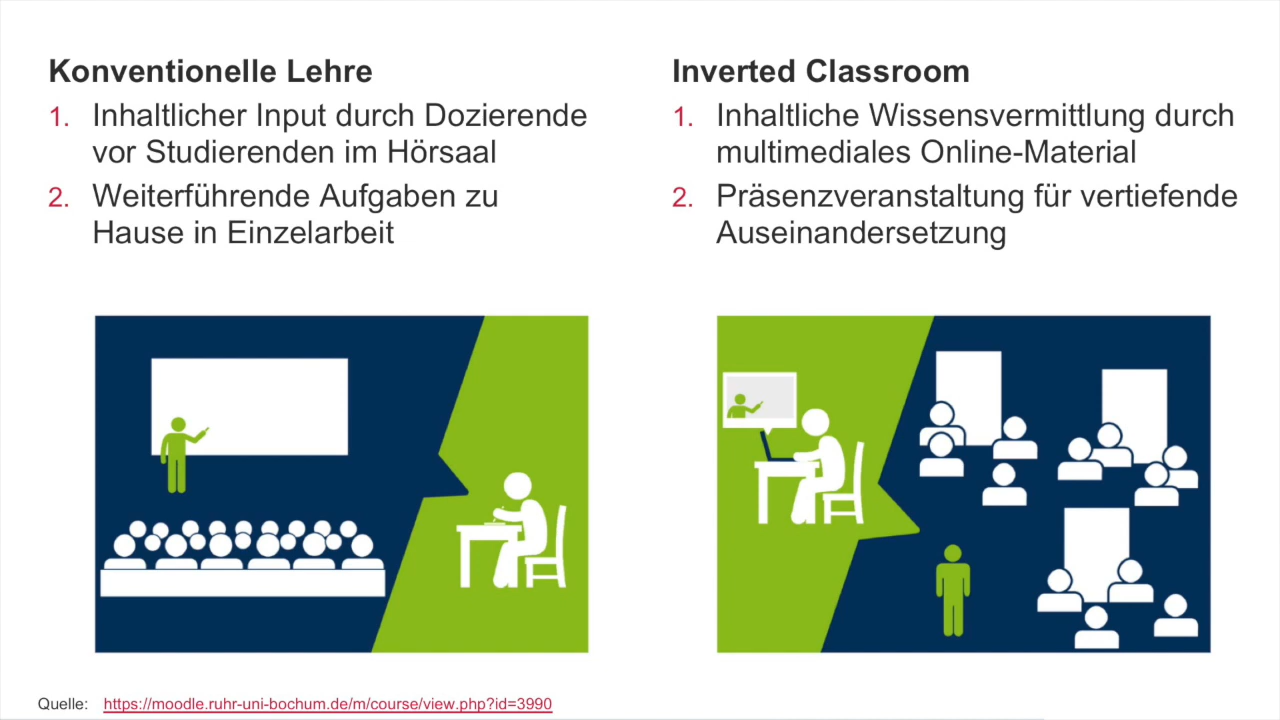 Konventionelle Lehre
1. Inhaltlicher Input durch Dozierende
vor Studierenden im Hörsaal
2. Weiterführende Aufgaben zu
Hause in Einzelarbeit
Inverted Classroom
1. Inhaltliche Wissensvermittlung durch
multimediales Online-Material
2. Präsenzveranstaltung für vertiefende
Auseinandersetzung
Quelle: https://moodle.ruhr-uni-bochum.de/m/course/view.php?id=3990